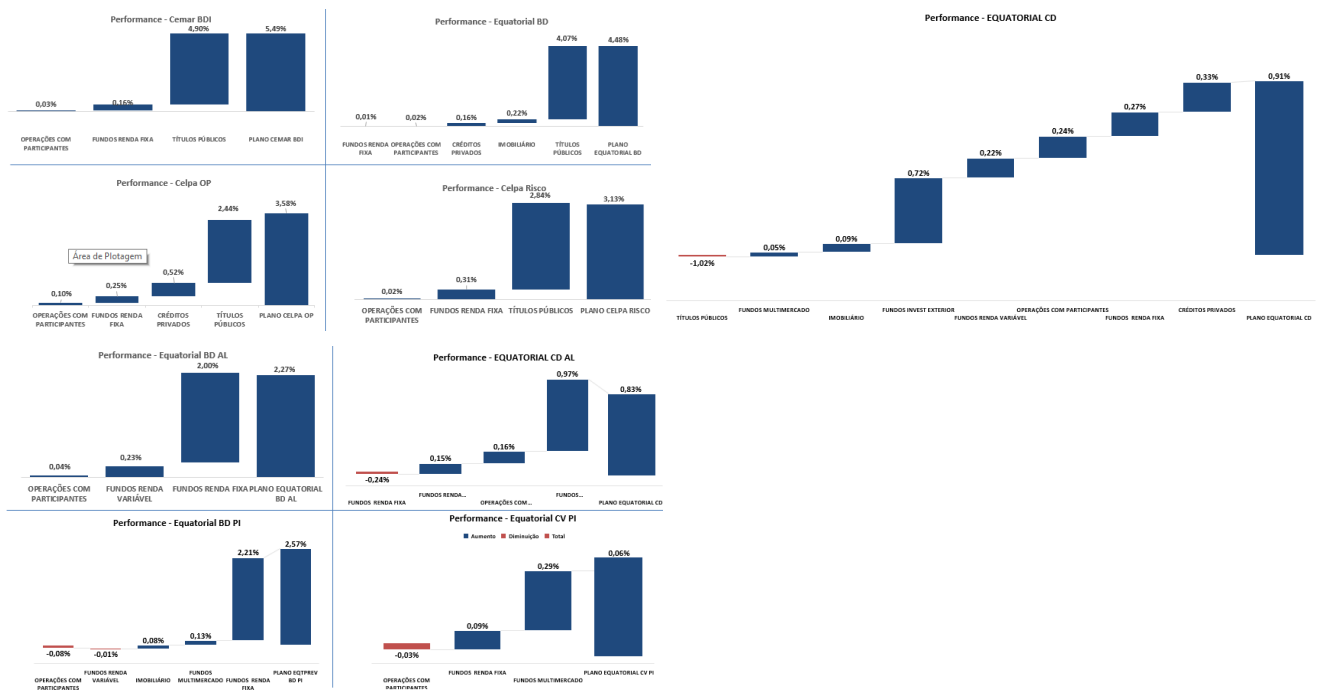 Performance - Cemar BDI
0,03%
0,16%
4,90%
5,49%
OPERAÇÕES COM
PARTICIPANTES
FUNDOS RENDA FIXA
TÍTULOS PÚBLICOS
PLANO CEMAR BDI
Performance - Equatorial BD
0,01%
0,02%
0,16%
0,22%
4,07%
4,48%
FUNDOS RENDA
FIXA
OPERAÇÕES COM
PARTICIPANTES
CRÉDITOS
PRIVADOS
IMOBILIÁRIO
TÍTULOS
PÚBLICOS
PLANO
EQUATORIAL BD
Performance - EQUATORIAL CD
-1,02%
0,05%
0,09%
0,72%
0,22%
0,24%
0,27%
0,33%
0,91%
TÍTULOS PÚBLICOS
FUNDOS MULTIMERCADO
IMOBILIÁRIO
FUNDOS INVEST EXTERIOR
FUNDOS RENDA VARIÁVEL
OPERAÇÕES COM PARTICIPANTES
FUNDOS RENDA FIXA
CRÉDITOS PRIVADOS
PLANO EQUATORIAL CD
Performance - Celpa OP
Área de Plotagem
0,10%
0,25%
0,52%
2,44%
3,58%
OPERAÇÕES COM
PARTICIPANTES
FUNDOS RENDA
FIXA
CRÉDITOS
PRIVADOS
TÍTULOS
PÚBLICOS
PLANO CELPA OP
Performance - Celpa Risco
0,02%
0,31%
2,84%
3,13%
OPERAÇÕES COM
PARTICIPANTES
FUNDOS RENDA FIXA
TÍTULOS PÚBLICOS
PLANO CELPA RISCO
Performance - Equatorial BD AL
0,04%
0,23%
2,00%
2,27%
OPERAÇÕES COM
PARTICIPANTES
FUNDOS RENDA
VARIÁVEL
FUNDOS RENDA FIXA
PLANO EQUATORIAL
BD AL
Performance - EQUATORIAL CD AL
-0,24%
0,15%
0,16%
0,97%
0,83%
FUNDOS RENDA FIXA
FUNDOS RENDA...
OPERAÇÕES COM...
FUNDOS...
PLANO EQUATORIAL CD
Performance - Equatorial BD PI
-0,08%
-0,01%
0,08%
0,13%
2,21%
2,57%
OPERAÇÕES COM
PARTICIPANTES
FUNDOS RENDA
VARIÁVEL
IMOBILIÁRIO
FUNDOS
MULTIMERCADO
FUNDOS RENDA
FIXA
PLANO EQTPREV
BD PI
Performance - Equatorial CV PI
Aumento Diminuição Total
-0,03%
0,09%
0,29%
0,06%
OPERAÇÕES COM
PARTICIPANTES
FUNDOS RENDA FIXA
FUNDOS MULTIMERCADO
PLANO EQUATORIAL CV PI